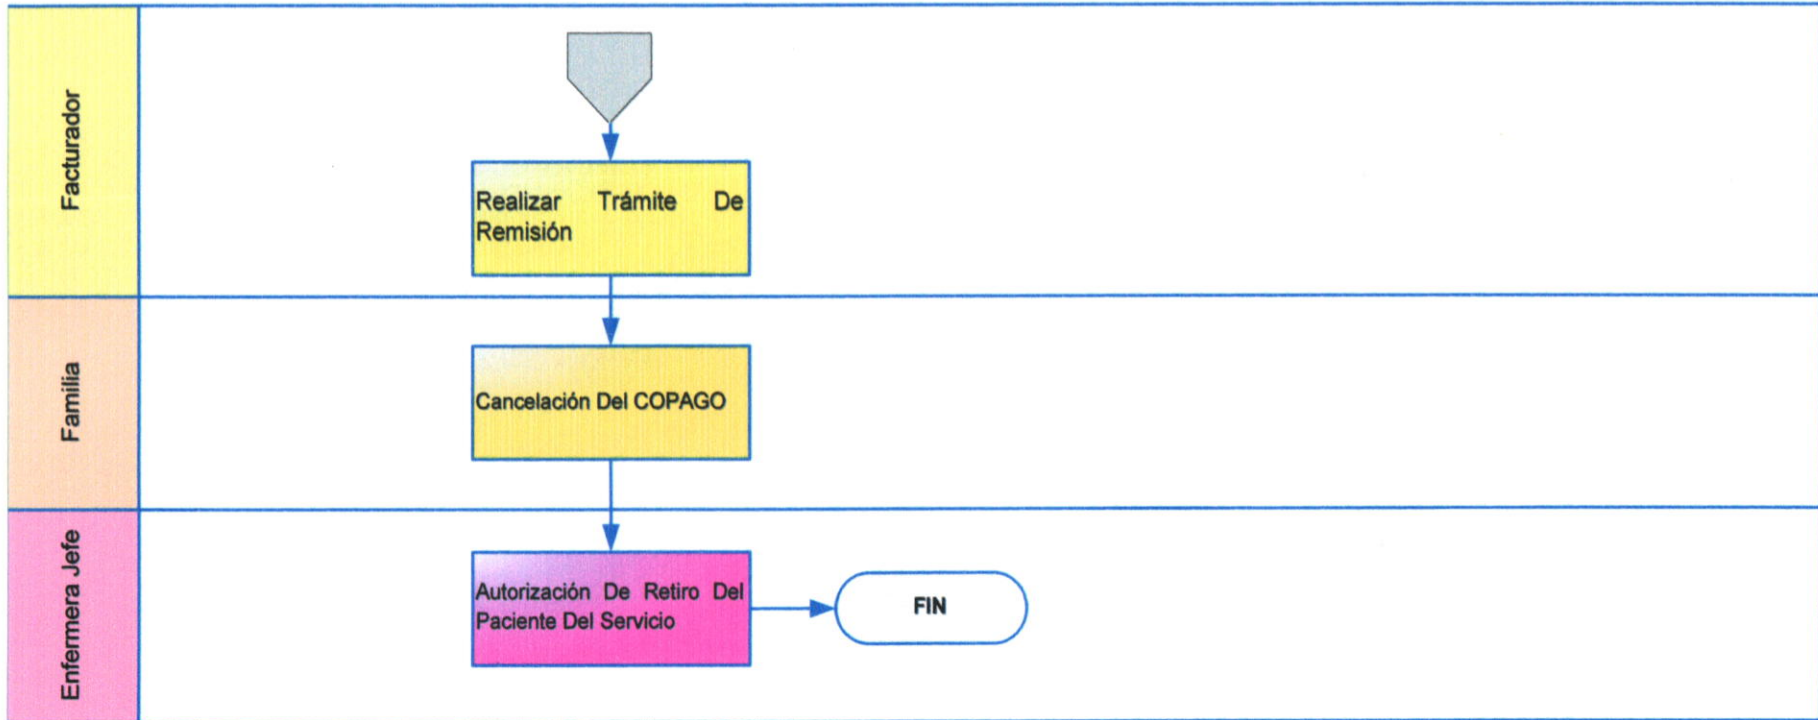 Facturador
Realizar Trámite De
Remisión
Familia
Cancelación Del COPAGO
Enfermera Jefe
Autorización De Retiro Del
Paciente Del Servicio
FIN